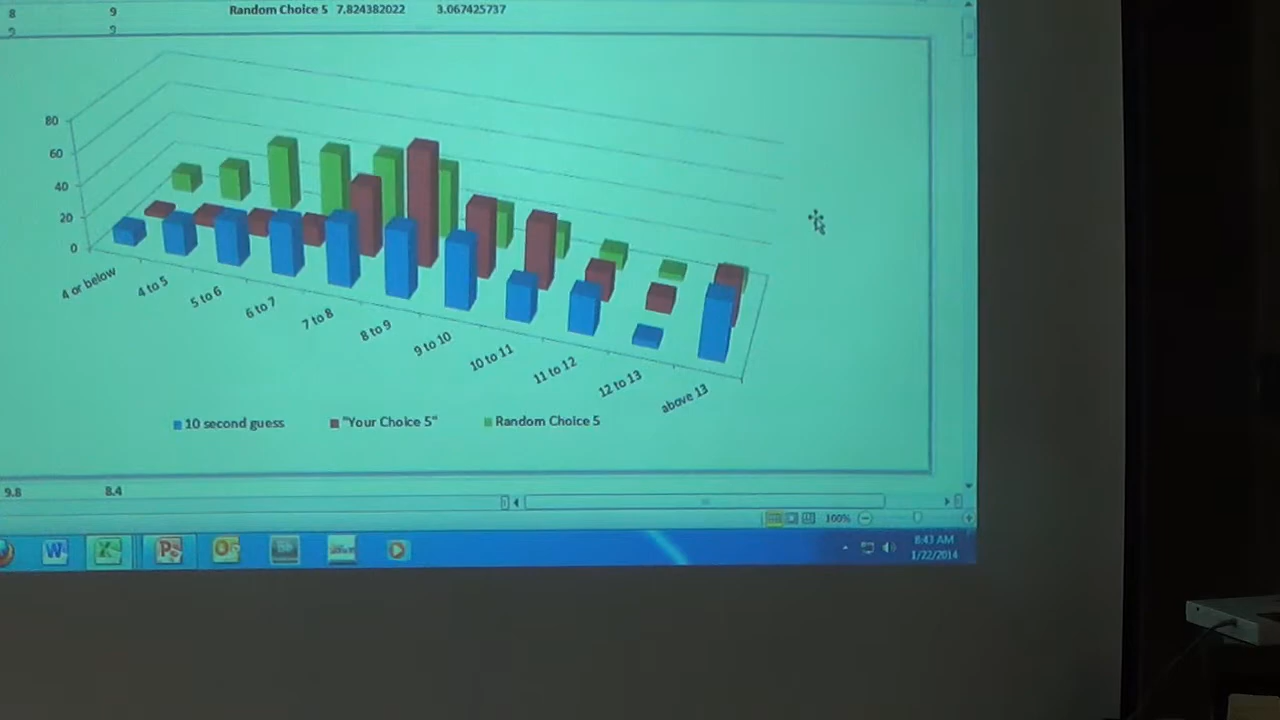 8 9 Random Choice 5 7.824382022 3.067425737
9 9
80
60
40
20
0
4 or below
4 to 5
5 to 6
6 to 7
7 to 8
8 to 9
9 to 10
10 to 11
11 to 12
12 to 13
above 13
10 second guess "Your Choice 5" Random Choice 5
9.8 8.4
100%
8:43 AM
1/22/2014